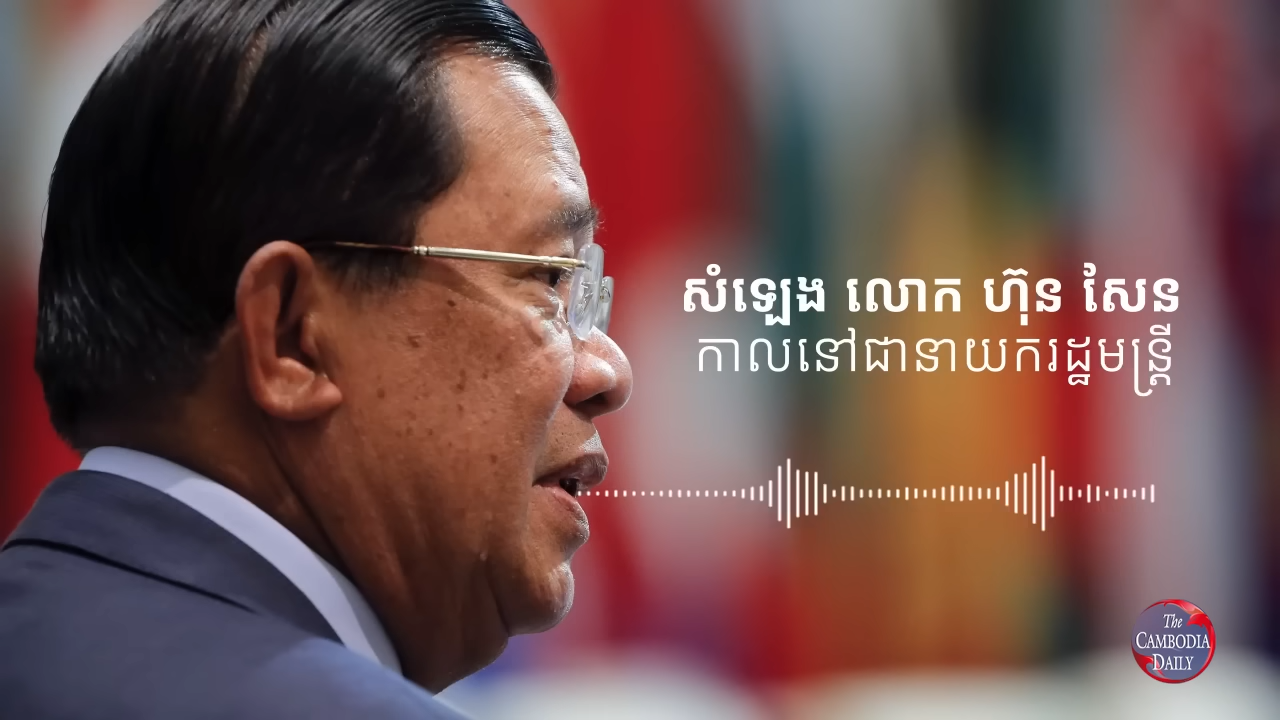 សំឡេង លោក ហ៊ុន សែន
កាលនៅជានាយករដ្ឋមន្ត្រី
The
CAMBODIA
DAILY